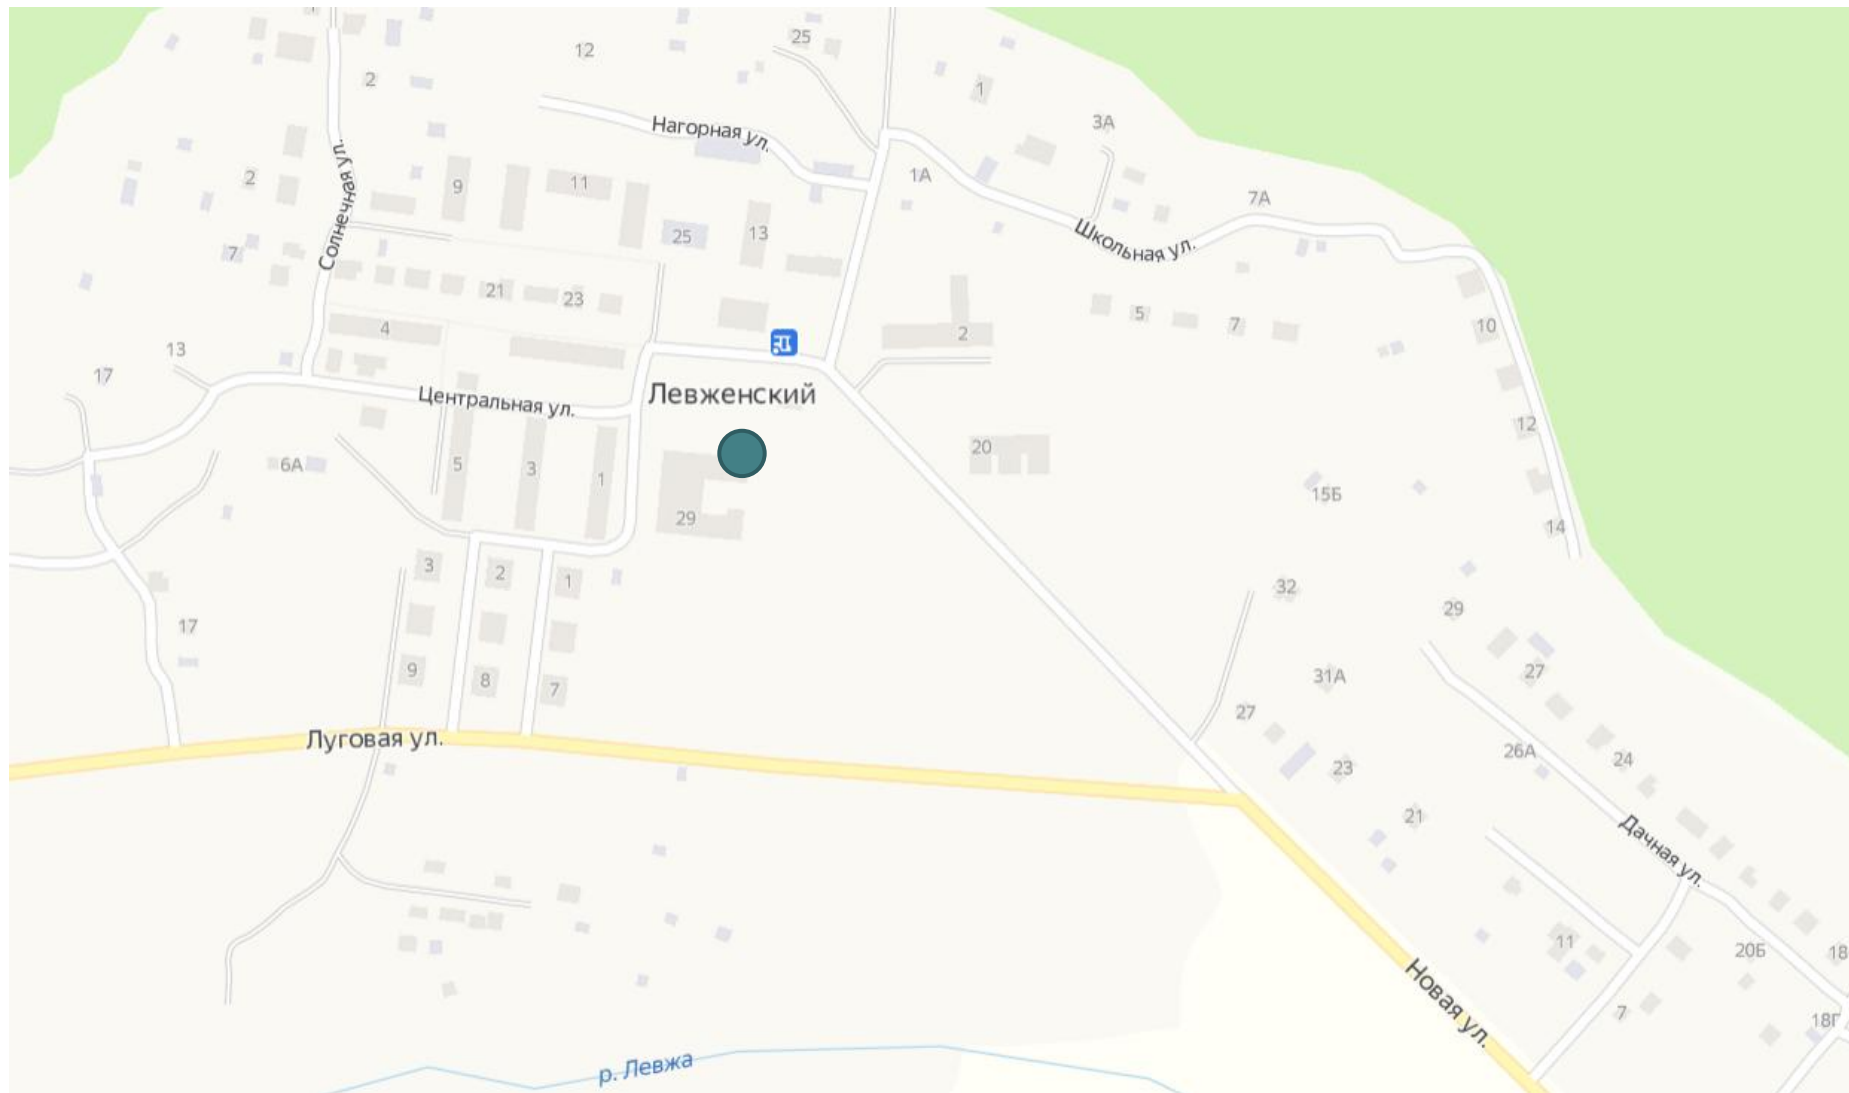 25
12
2
1
Нагорная ул.
3А
Солнечная ул.
2
9
11
1А
7А
25
13
Школьная ул.
7
21
23
4
2
5
7
10
13
17
Центральная ул.
Левженский
12
6А
5
3
1
20
29
15Б
14
3
2
1
32
29
17
9
8
7
31А
27
27
Луговая ул.
26А
24
23
21
Дачная ул.
11
20Б
18
Новая ул.
7
18Г
р. Левжа